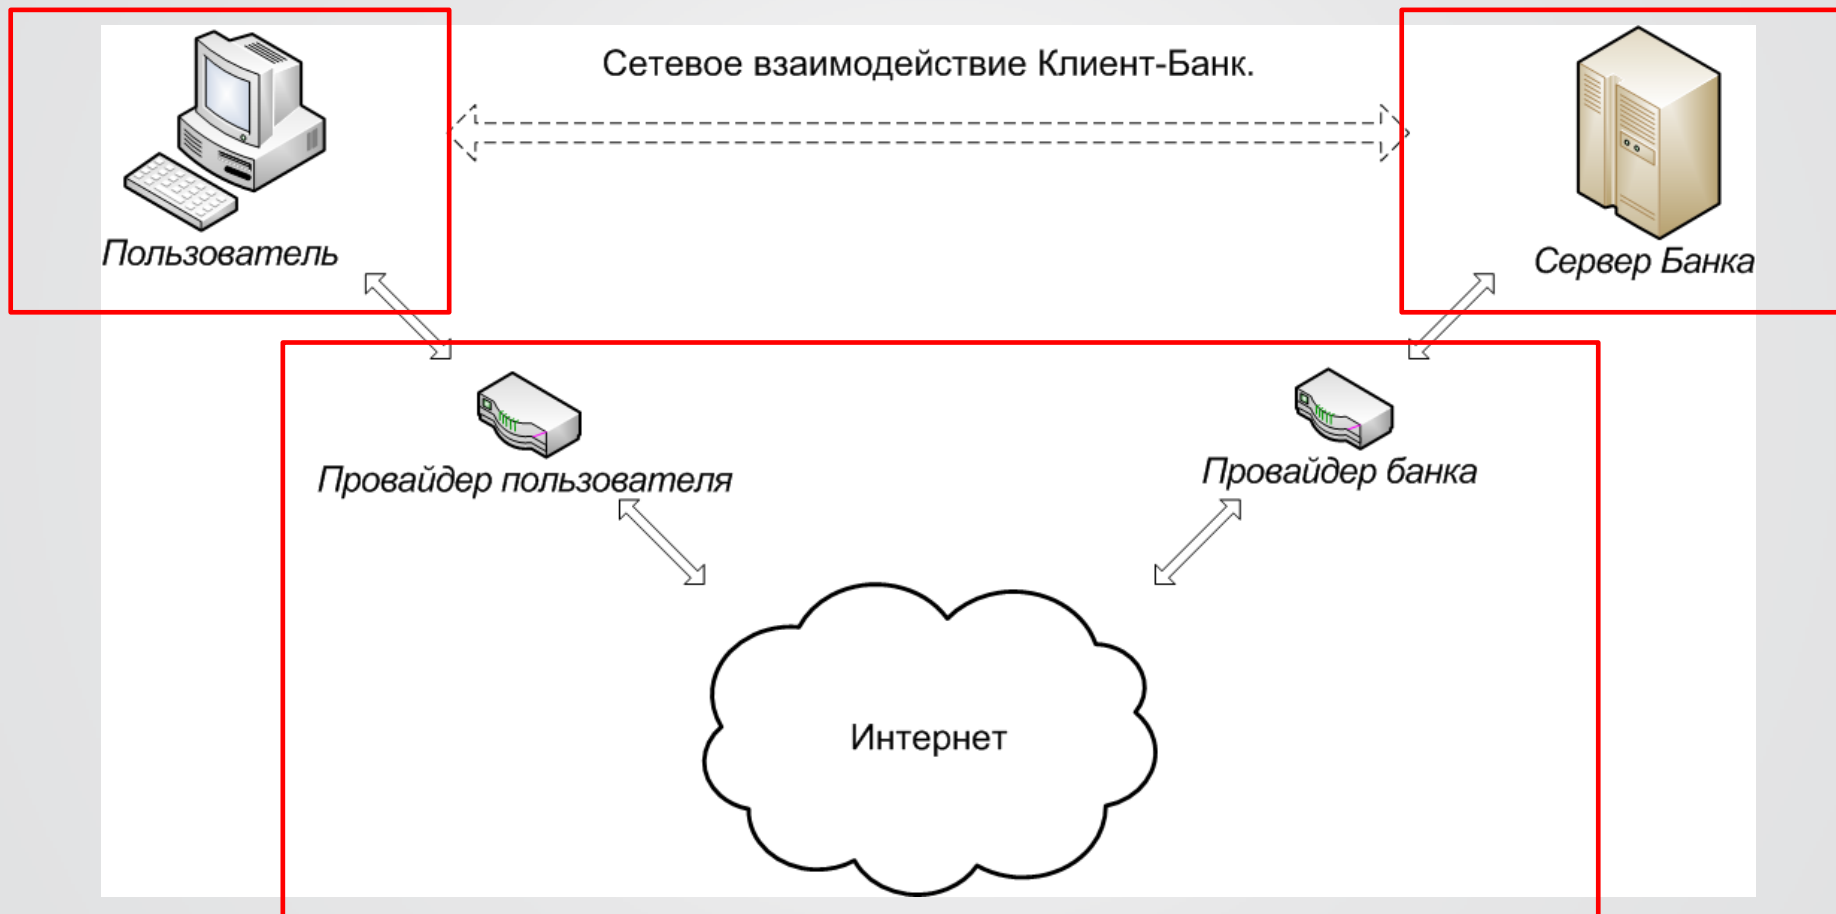 Сетевое взаимодействие Клиент-Банк.
Пользователь
Сервер Банка
Провайдер пользователя
Провайдер банка
Интернет